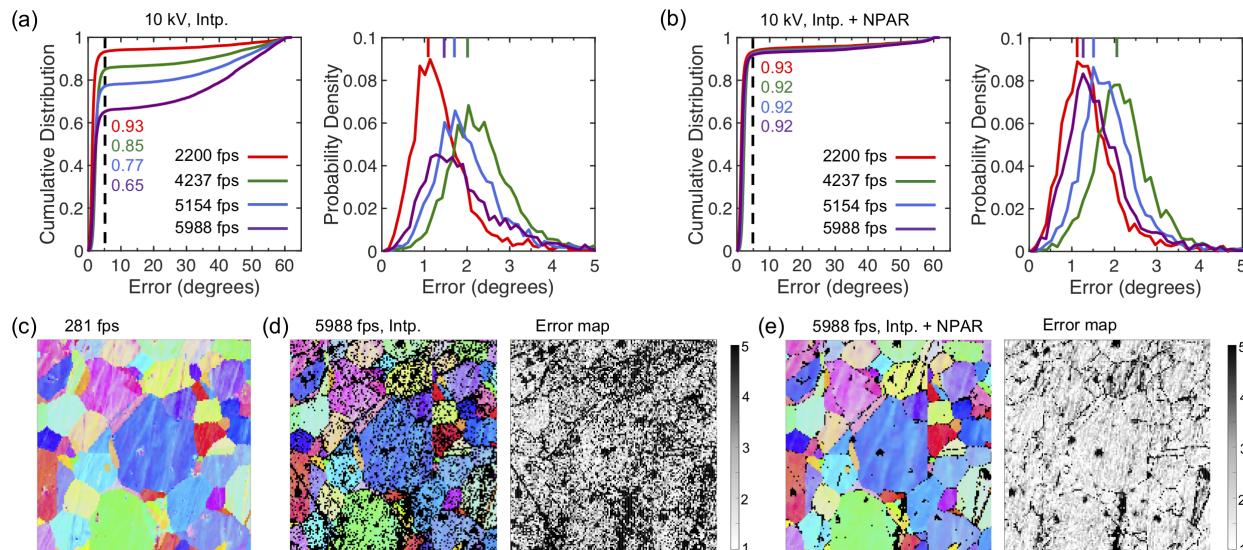 (a)
10 kV, Intp.
Cumulative Distribution
1
0.8
0.6
0.4
0.2
0
0.93
0.85
0.77
0.65
2200 fps
4237 fps
5154 fps
5988 fps
0 10 20 30 40 50 60
Error (degrees)
Probability Density
0.1
0.08
0.06
0.04
0.02
0
0 1 2 3 4 5
Error (degrees)
(b)
10 kV, Intp. + NPAR
Cumulative Distribution
1
0.8
0.6
0.4
0.2
0
0.93
0.92
0.92
0.92
2200 fps
4237 fps
5154 fps
5988 fps
0 10 20 30 40 50 60
Error (degrees)
Probability Density
0.1
0.08
0.06
0.04
0.02
0
0 1 2 3 4 5
Error (degrees)
(c)
281 fps
(d)
5988 fps, Intp.
Error map
5
4
3
2
1
(e)
5988 fps, Intp. + NPAR
Error map
5
4
3
2
1